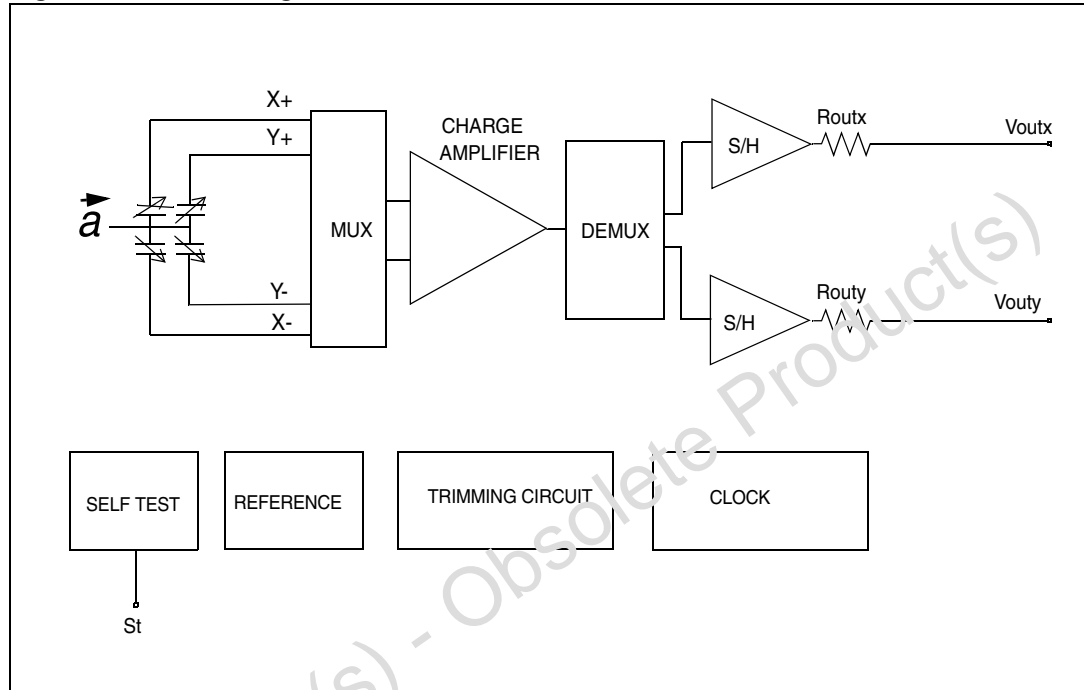 X+
Y+
CHARGE
AMPLIFIER
Routx
Voutx
S/H
a
MUX
DEMUX
Y-
X-
Routy
Vouty
S/H
SELF TEST
REFERENCE
TRIMMING CIRCUIT
CLOCK
St
(s) - Obsolete Product(s)